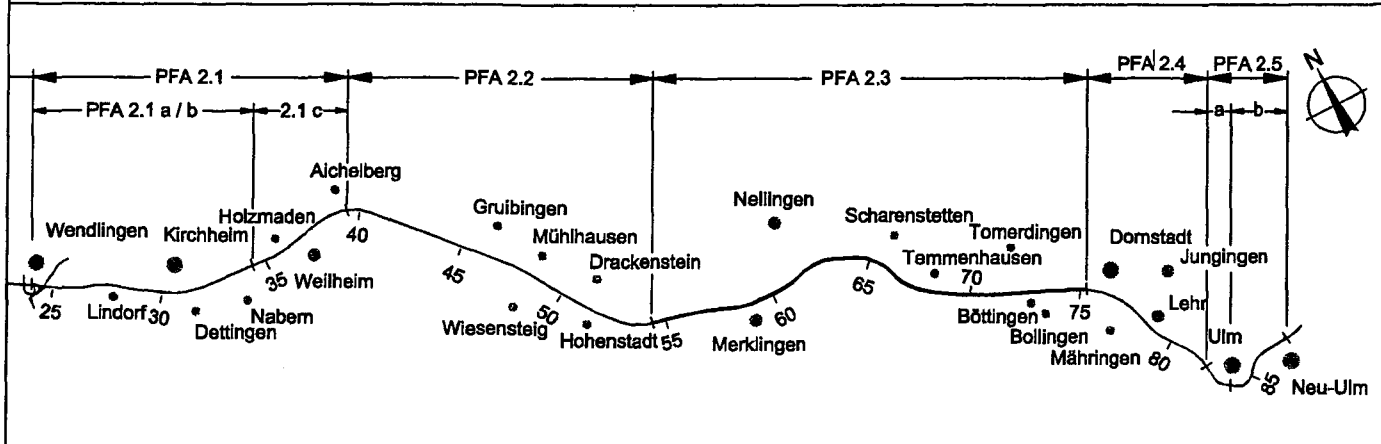 PFA 2.1
PFA 2.2
PFA 2.3
PFA 2.4
PFA 2.5
PFA 2.1 a / b
2.1 c
a
b
N
Aichelberg
Holzmaden
Wendlingen
Kirchheim
Gruibingen
Mühlhausen
Drackenstein
Nellingen
Scharenstetten
Tomerdingen
Temmenhausen
Dornstadt
Jungingen
40
45
50
35
Weilheim
65
70
25
Lindorf
30
Dettingen
Nabern
Wiesensteig
Hohenstadt
55
Merklingen
60
Böttingen
Bollingen
Mähringen
75
Lehr
80
Ulm
85
Neu-Ulm